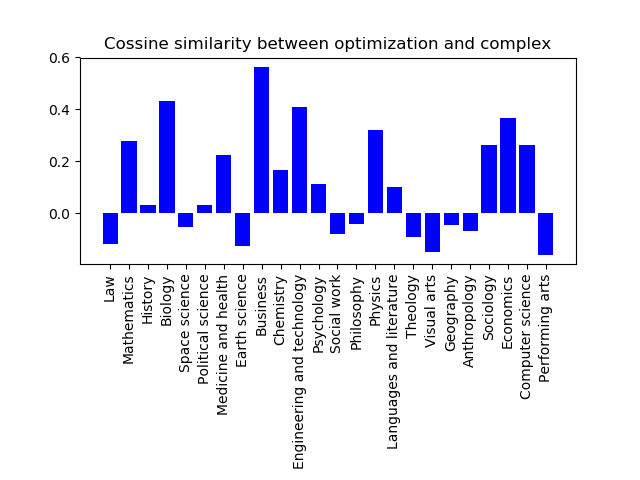 Cossine similarity between optimization and complex
0.6
0.4
0.2
0.0
Law
Mathematics
History
Biology
Space science
Political science
Medicine and health
Earth science
Business
Chemistry
Engineering and technology
Psychology
Social work
Philosophy
Physics
Languages and literature
Theology
Visual arts
Geography
Anthropology
Sociology
Economics
Computer science
Performing arts